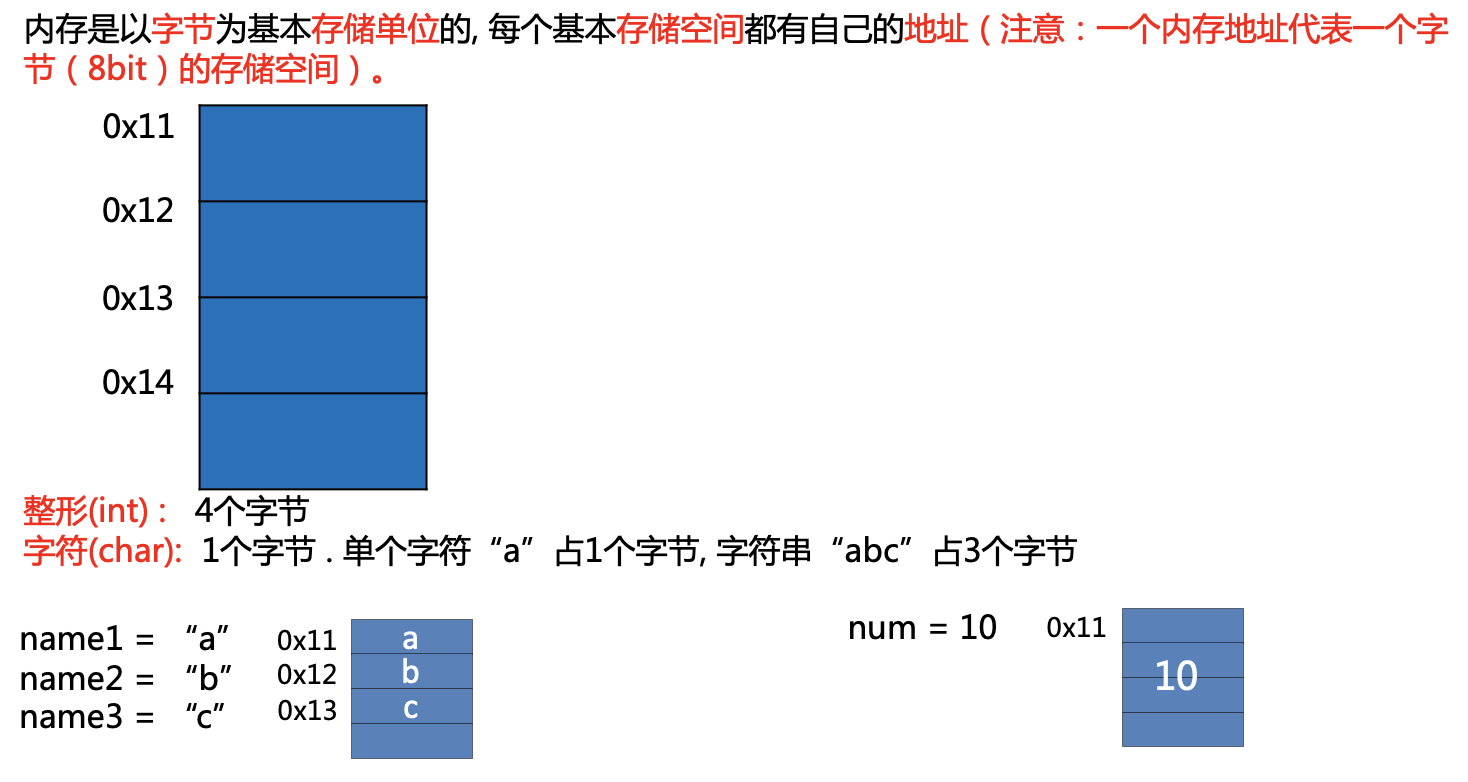 内存是以字节为基本存储单位的, 每个基本存储空间都有自己的地址（注意：一个内存地址代表一个字
节（8bit）的存储空间）。
0x11
0x12
0x13
0x14
整形(int)： 4个字节
字符(char): 1个字节 . 单个字符“a”占1个字节, 字符串“abc”占3个字节
name1 = “a” 0x11 a
name2 = “b” 0x12 b
name3 = “c” 0x13 c
num = 10 0x11
10